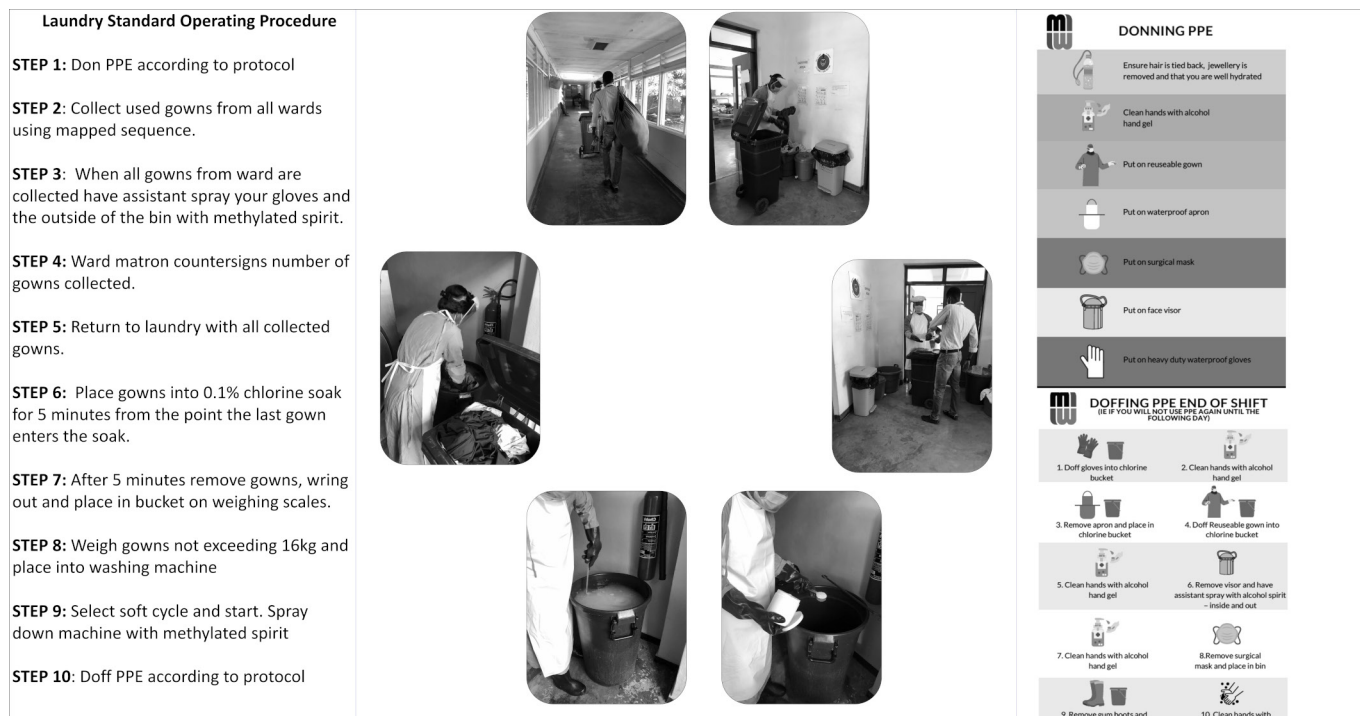 Laundry Standard Operating Procedure
STEP 1: Don PPE according to protocol
STEP 2: Collect used gowns from all wards
using mapped sequence.
STEP 3:  When all gowns from ward are
collected have assistant spray your gloves and
the outside of the bin with methylated spirit.
STEP 4: Ward matron countersigns number of
gowns collected.
STEP 5: Return to laundry with all collected
gowns.
STEP 6:  Place gowns into 0.1% chlorine soak
for 5 minutes from the point the last gown
enters the soak.
STEP 7: After 5 minutes remove gowns, wring
out and place in bucket on weighing scales.
STEP 8: Weigh gowns not exceeding 16kg and
place into washing machine
STEP 9: Select soft cycle and start. Spray
down machine with methylated spirit
STEP 10: Doff PPE according to protocol
DONNING PPE
Ensure hair is tied back, jewellery is
removed and that you are well hydrated
Clean hands with alcohol
hand gel
Put on reuseable gown
Put on waterproof apron
Put on surgical mask
Put on face visor
Put on heavy duty waterproof gloves
DOFFING PPE END OF SHIFT
(IE IF YOU WILL NOT USE PPE AGAIN UNTIL THE
FOLLOWING DAY)
1. Doff gloves into chlorine
bucket
2. Clean hands with alcohol
hand gel
3. Remove apron and place in
chlorine bucket
4. Doff Reuseable gown into
chlorine bucket
5. Clean hands with alcohol
hand gel
6. Remove visor and have
assistant spray with alcohol spirit
– inside and out
7. Clean hands with alcohol
hand gel
8.Remove surgical
mask and place in bin
9. Remove gum boots and
10. Clean hands with